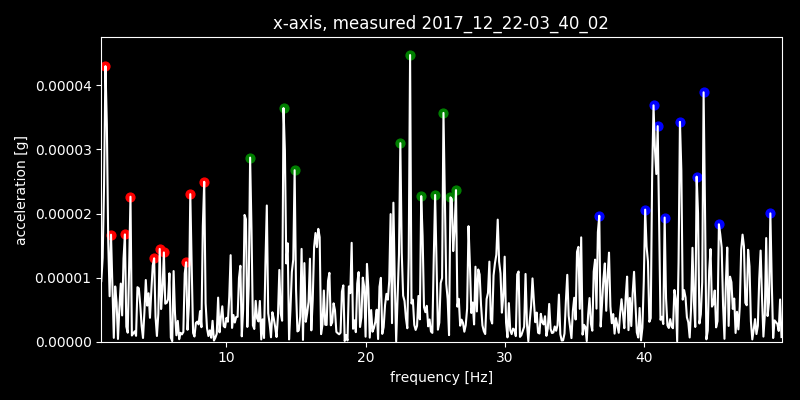 x-axis, measured 2017_12_22-03_40_02
acceleration [g]
0.00004
0.00003
0.00002
0.00001
0.00000
10 20 30 40
frequency [Hz]